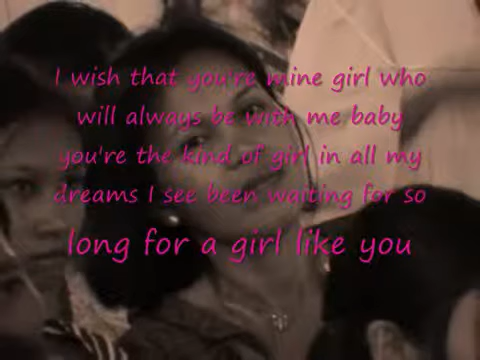 I wish that you're mine girl who
will always be with me baby
you're the kind of girl in all my
dreams I see been waiting for so
long for a girl like you